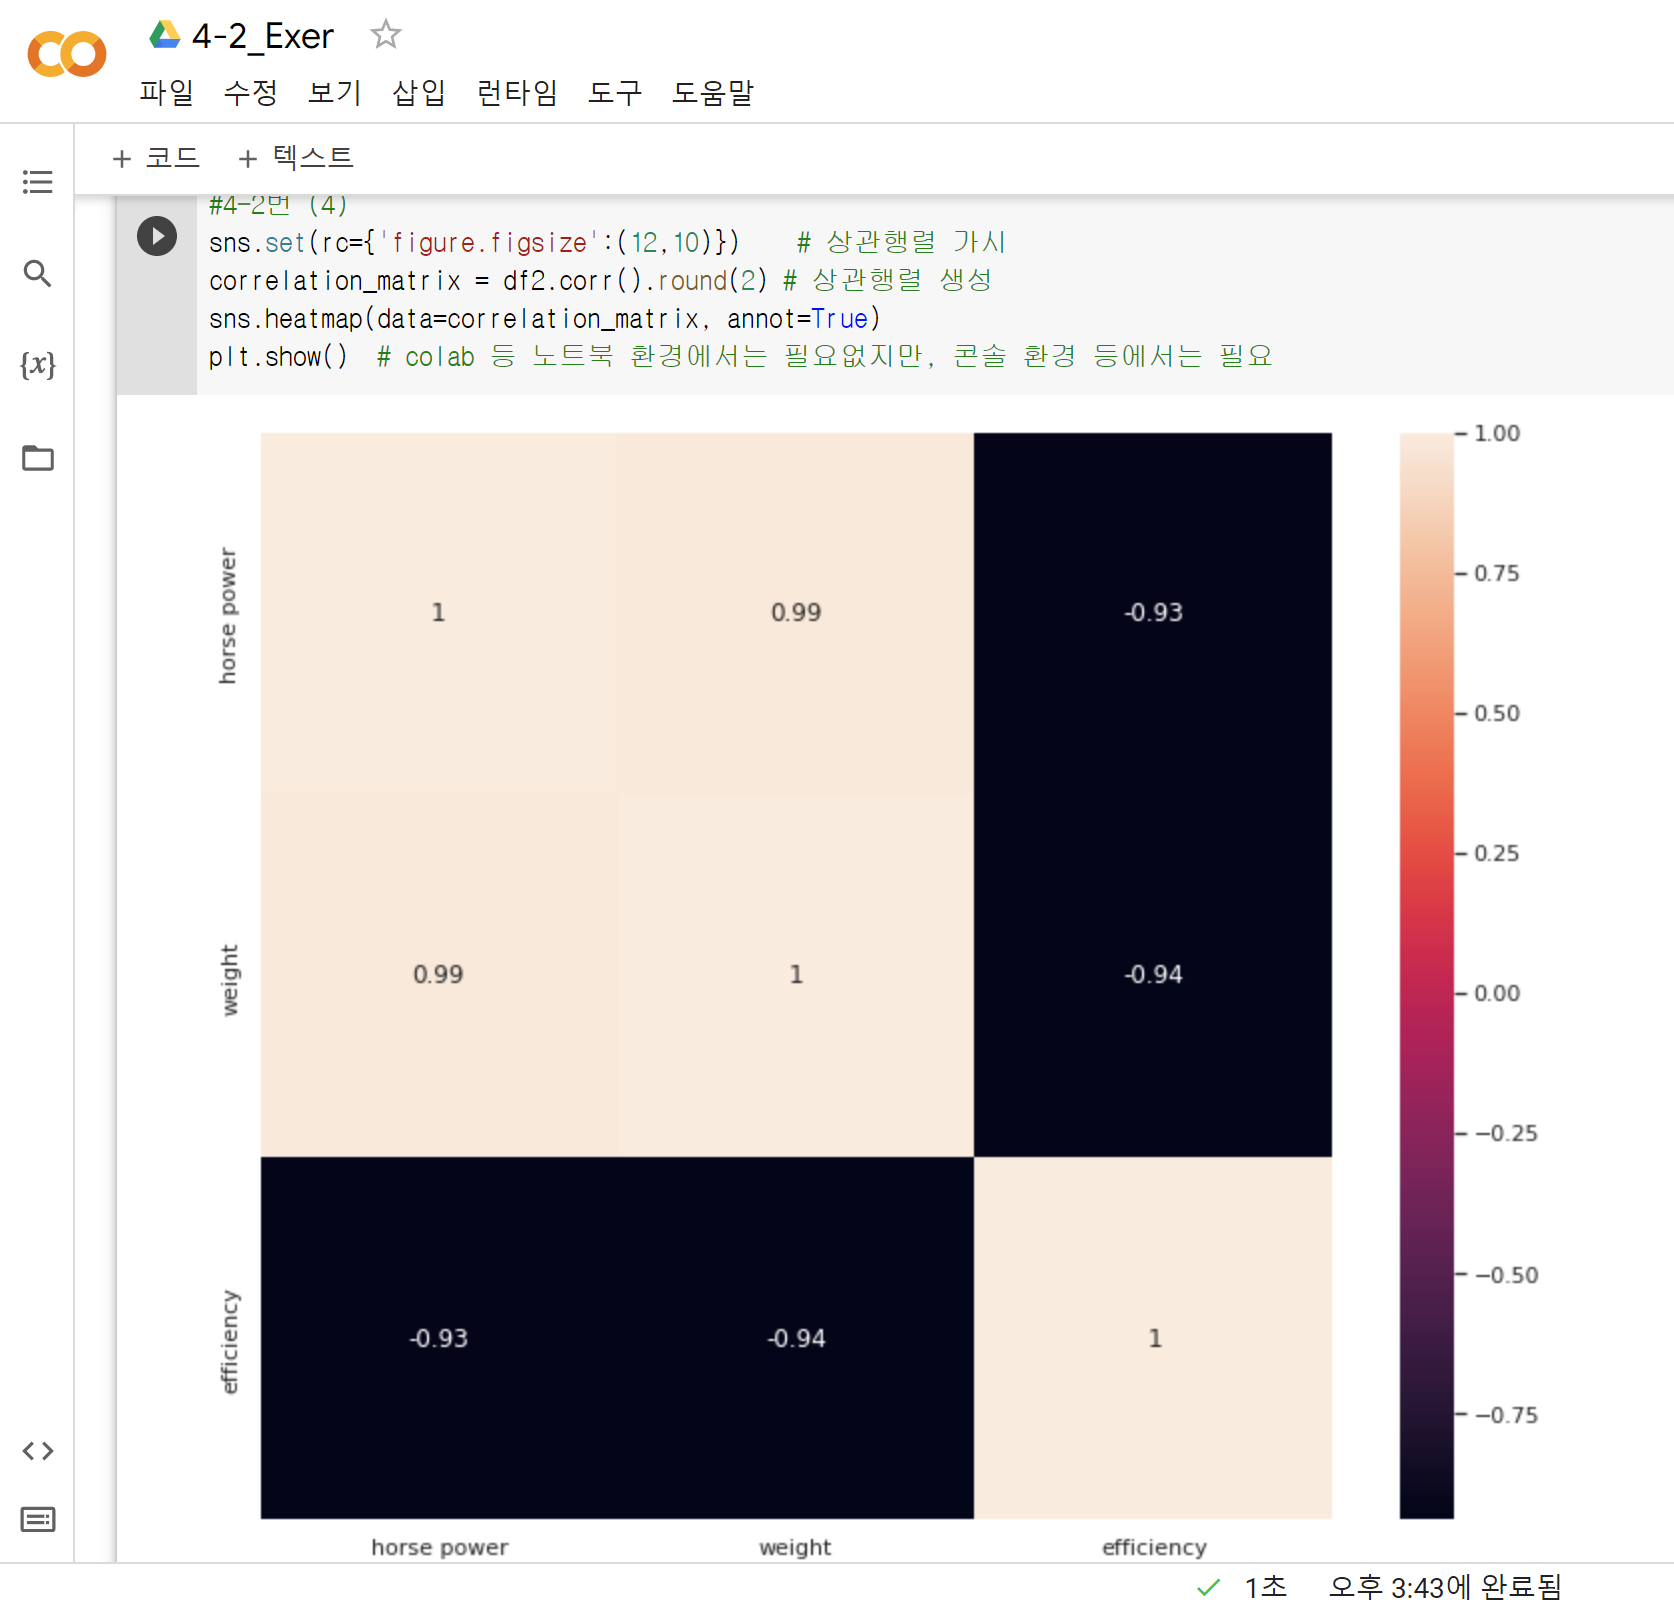 4-2_Exer
파일 수정 보기 삽입 런타임 도구 도움말
+ 코드 + 텍스트
#4-2번 (4)
sns.set(rc={'figure.figsize':(12,10)})    # 상관행렬 가시
correlation_matrix = df2.corr().round(2) # 상관행렬 생성
sns.heatmap(data=correlation_matrix, annot=True)
plt.show()  # colab 등 노트북 환경에서는 필요없지만, 콘솔 환경 등에서는 필요
{x}
horse power
1 0.99 -0.93
weight
0.99 1 -0.94
efficiency
-0.93 -0.94 1
horse power weight efficiency
1.00
0.75
0.50
0.25
0.00
−0.25
−0.50
−0.75
1초 오후 3:43에 완료됨